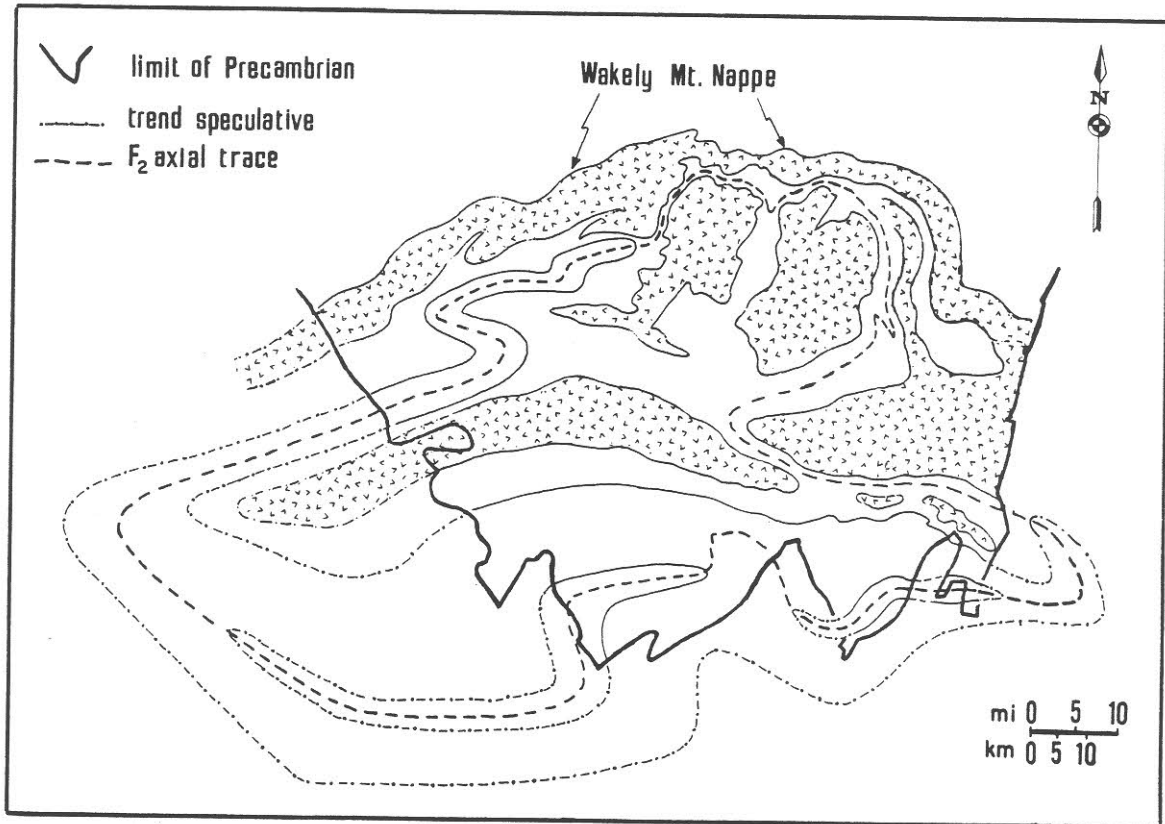 limit of Precambrian
trend speculative
F₂ axial trace
Wakely Mt. Nappe
N
mi 0 5 10
km 0 5 10